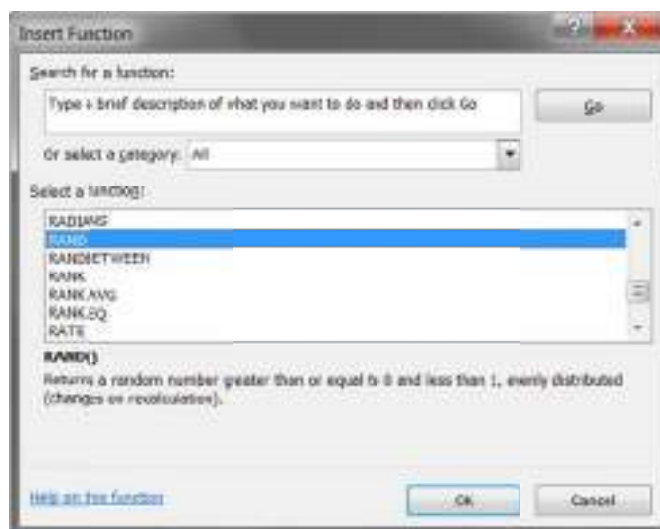 Insert Function
Search for a function:
Type a brief description of what you want to do and then click Go
Go
Or select a category: All
Select a function:
RADIANS
RAND
RANDBETWEEN
RANK
RANK.AVG
RANK.EQ
RATE
RAND()
Returns a random number greater than or equal to 0 and less than 1, evenly distributed
(changes on recalculation).
Help on this function
OK
Cancel